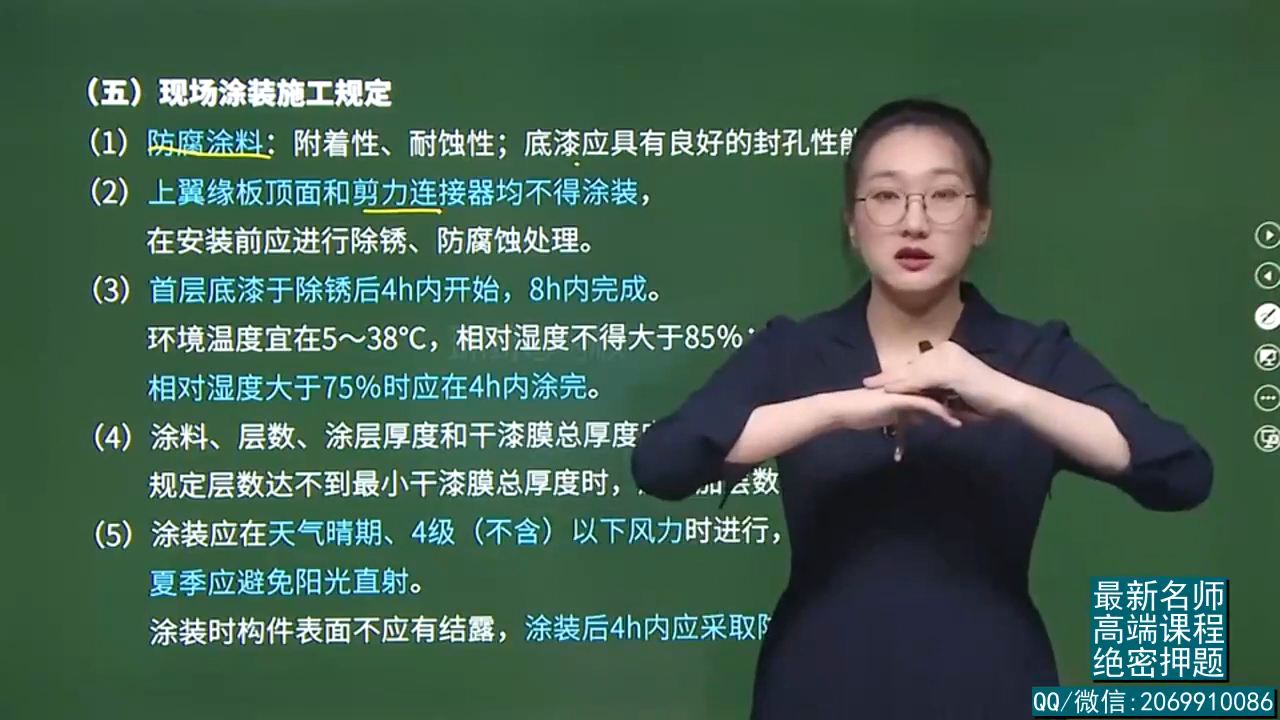 （五）现场涂装施工规定
（1）防腐涂料：附着性、耐蚀性；底漆应具有良好的封孔性能
（2）上翼缘板顶面和剪力连接器均不得涂装，
在安装前应进行除锈、防腐蚀处理。
（3）首层底漆于除锈后4h内开始，8h内完成。
环境温度宜在5～38℃，相对湿度不得大于85%；
相对湿度大于75%时应在4h内涂完。
（4）涂料、层数、涂层厚度和干漆膜总厚度
规定层数达不到最小干漆膜总厚度时，加层数
（5）涂装应在天气晴期、4级（不含）以下风力时进行，
夏季应避免阳光直射。
涂装时构件表面不应有结露，涂装后4h内应采取
最新名师
高端课程
绝密押题
QQ/微信:2069910086